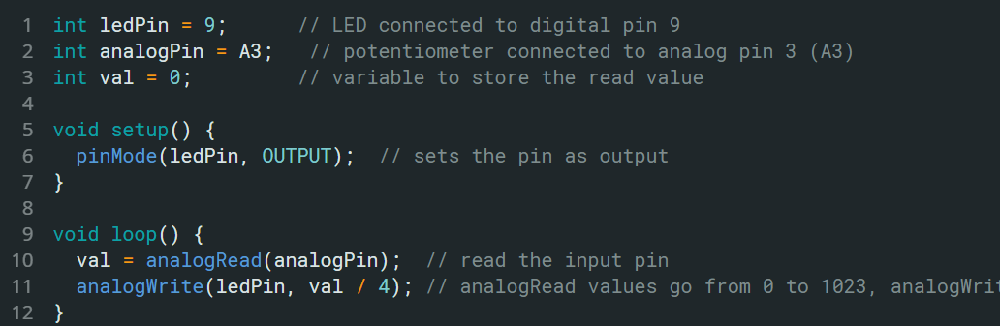 1 int ledPin = 9;      // LED connected to digital pin 9
2 int analogPin = A3;   // potentiometer connected to analog pin 3 (A3)
3 int val = 0;         // variable to store the read value
4
5 void setup() {
6   pinMode(ledPin, OUTPUT);  // sets the pin as output
7 }
8
9 void loop() {
10   val = analogRead(analogPin);  // read the input pin
11   analogWrite(ledPin, val / 4); // analogRead values go from 0 to 1023, analogWrit
12 }